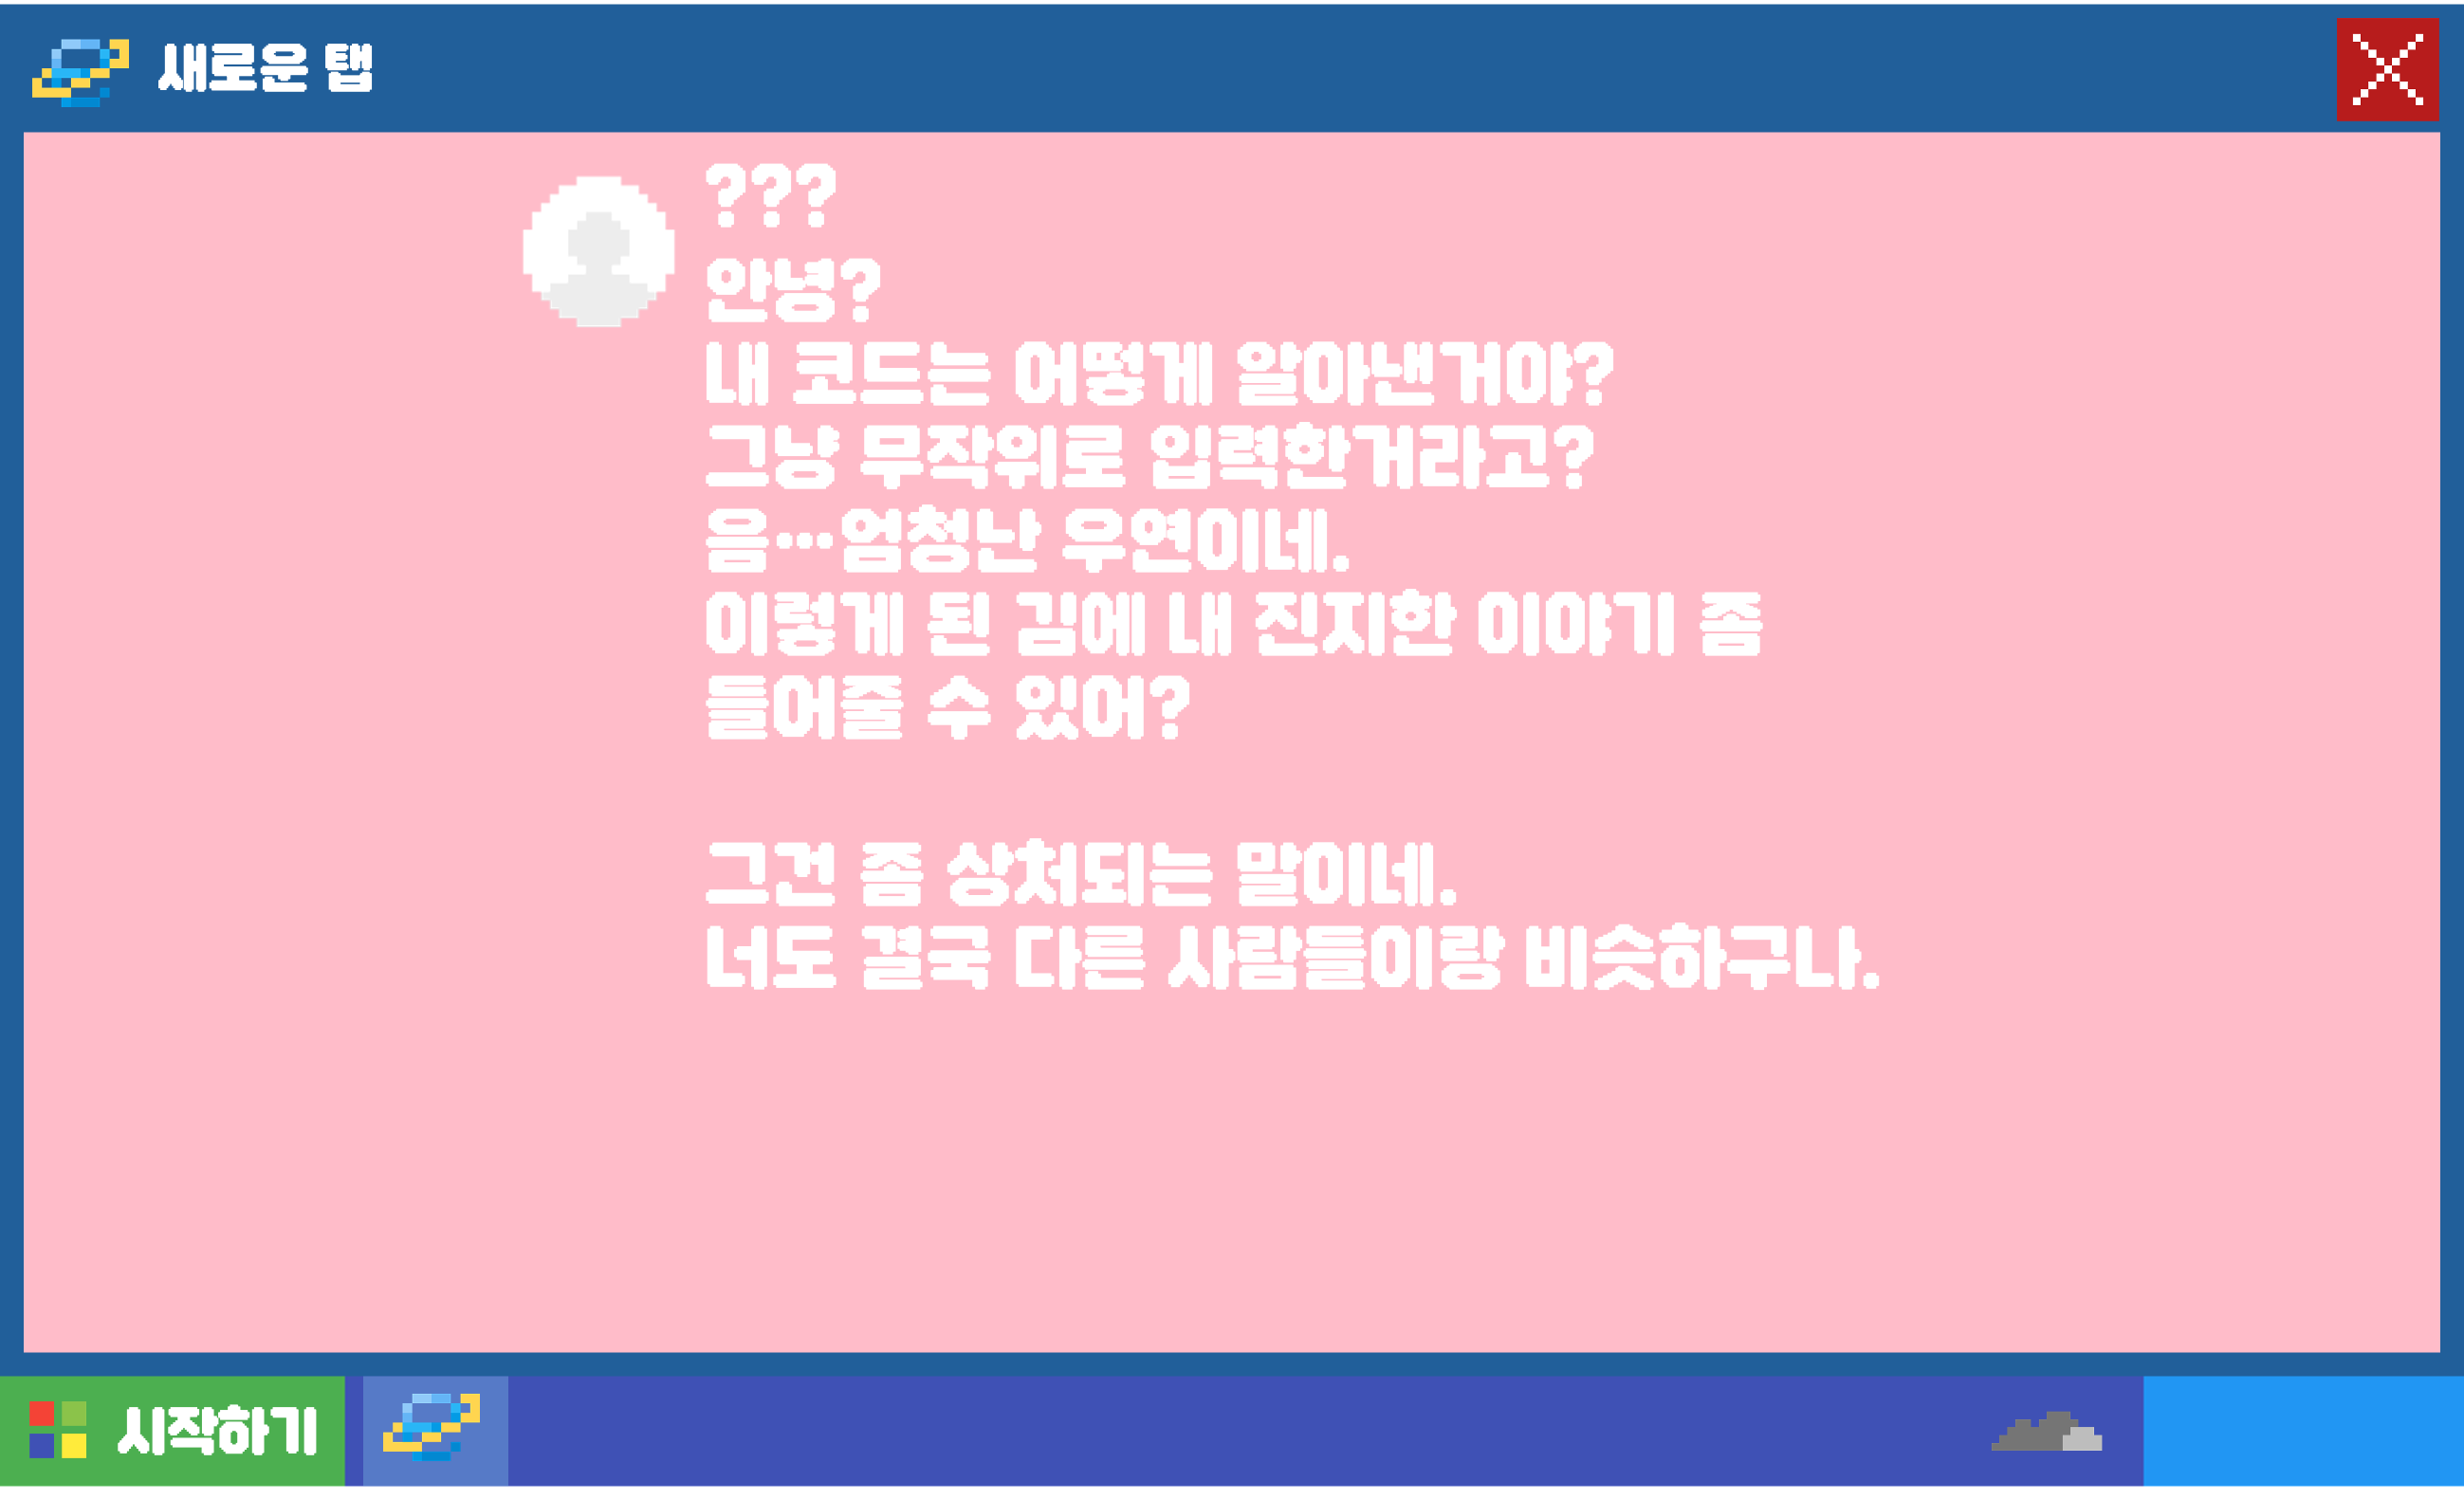 새로운 탭
???
안녕?
내 코드는 어떻게 알아낸게야?
그냥 무작위로 입력한거라고?
음...엄청난 우연이네.
이렇게 된 김에 내 진지한 이야기 좀
들어줄 수 있어?
그건 좀 상처되는 말이네.
너도 결국 다른 사람들이랑 비슷하구나.
시작하기